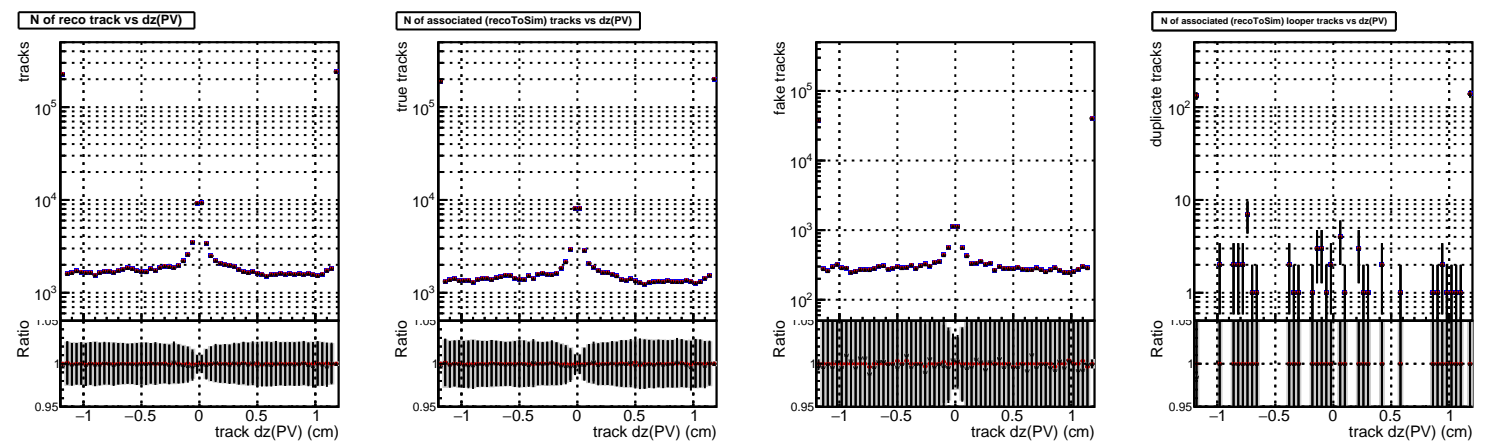 N of reco track vs dz(PV)
tracks
10^5
10^4
10^3
1.05
Ratio
1
0.95
−1 −0.5 0 0.5 1
track dz(PV) (cm)
N of associated (recoToSim) tracks vs dz(PV)
true tracks
10^5
10^4
10^3
1.05
Ratio
1
0.95
−1 −0.5 0 0.5 1
track dz(PV) (cm)
fake tracks
10^5
10^4
10^3
10^2
1.05
Ratio
1
0.95
−1 −0.5 0 0.5 1
track dz(PV) (cm)
N of associated (recoToSim) looper tracks vs dz(PV)
duplicate tracks
10^2
10
1
1.05
Ratio
1
0.95
−1 −0.5 0 0.5 1
track dz(PV) (cm)